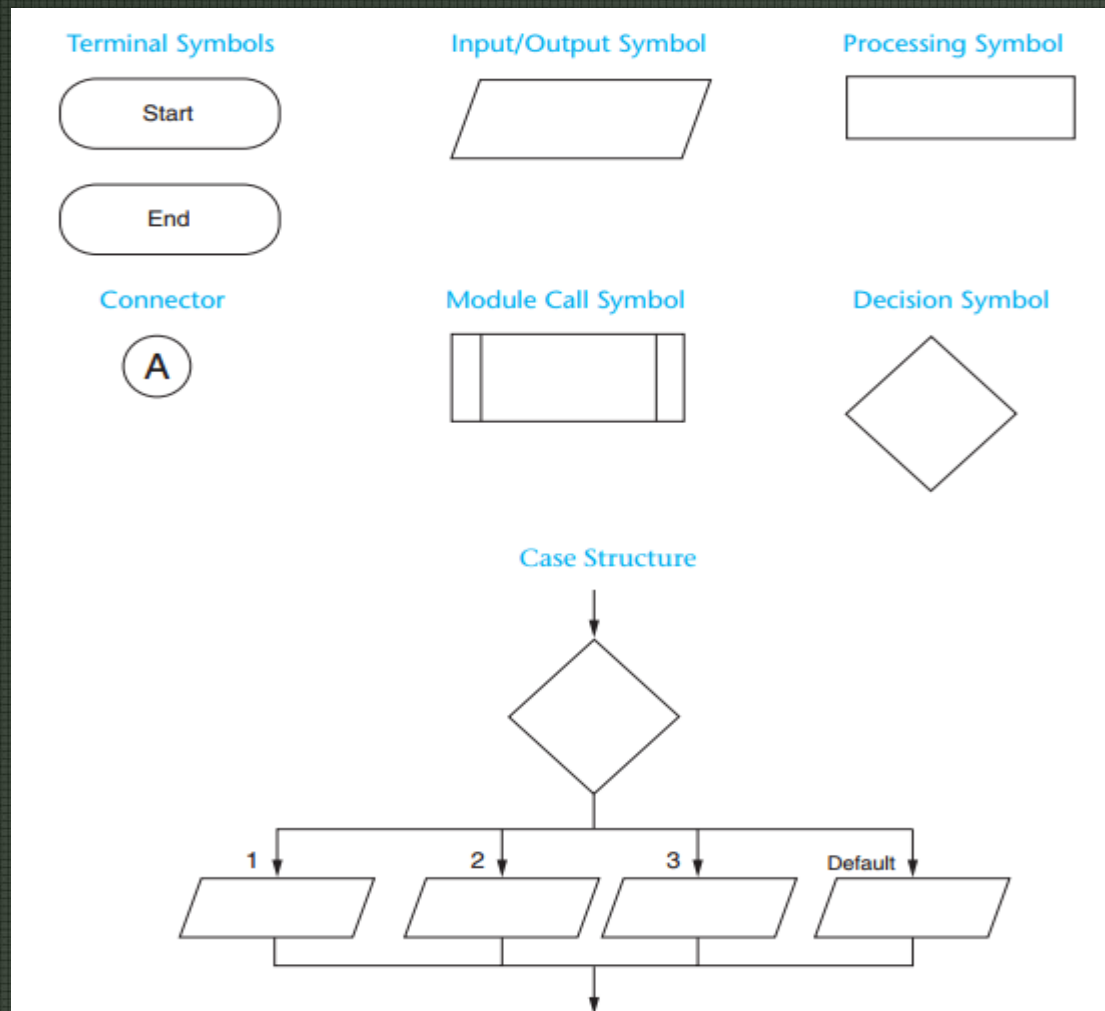 Terminal Symbols
Input/Output Symbol
Processing Symbol
Start
End
Connector
Module Call Symbol
Decision Symbol
A
Case Structure
1
2
3
Default